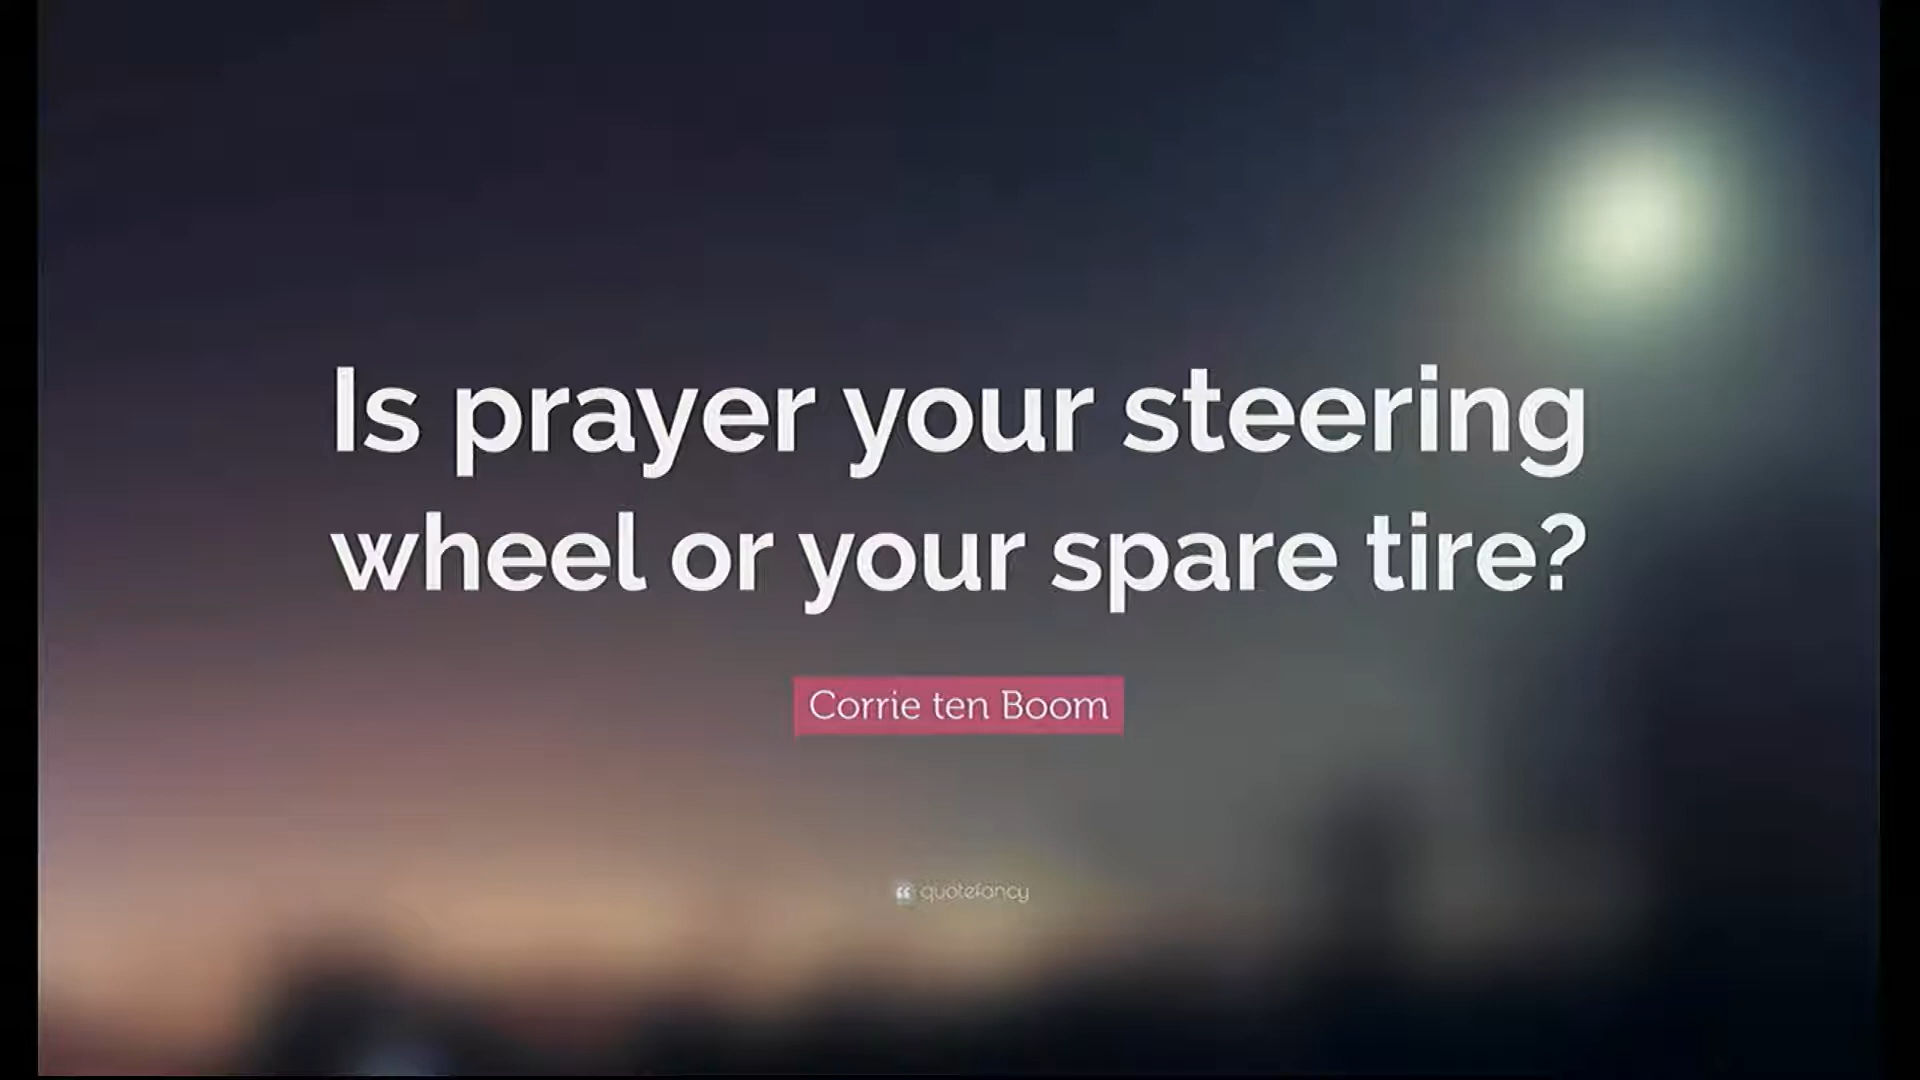 Is prayer your steering
wheel or your spare tire?
Corrie ten Boom
“ quotefancy